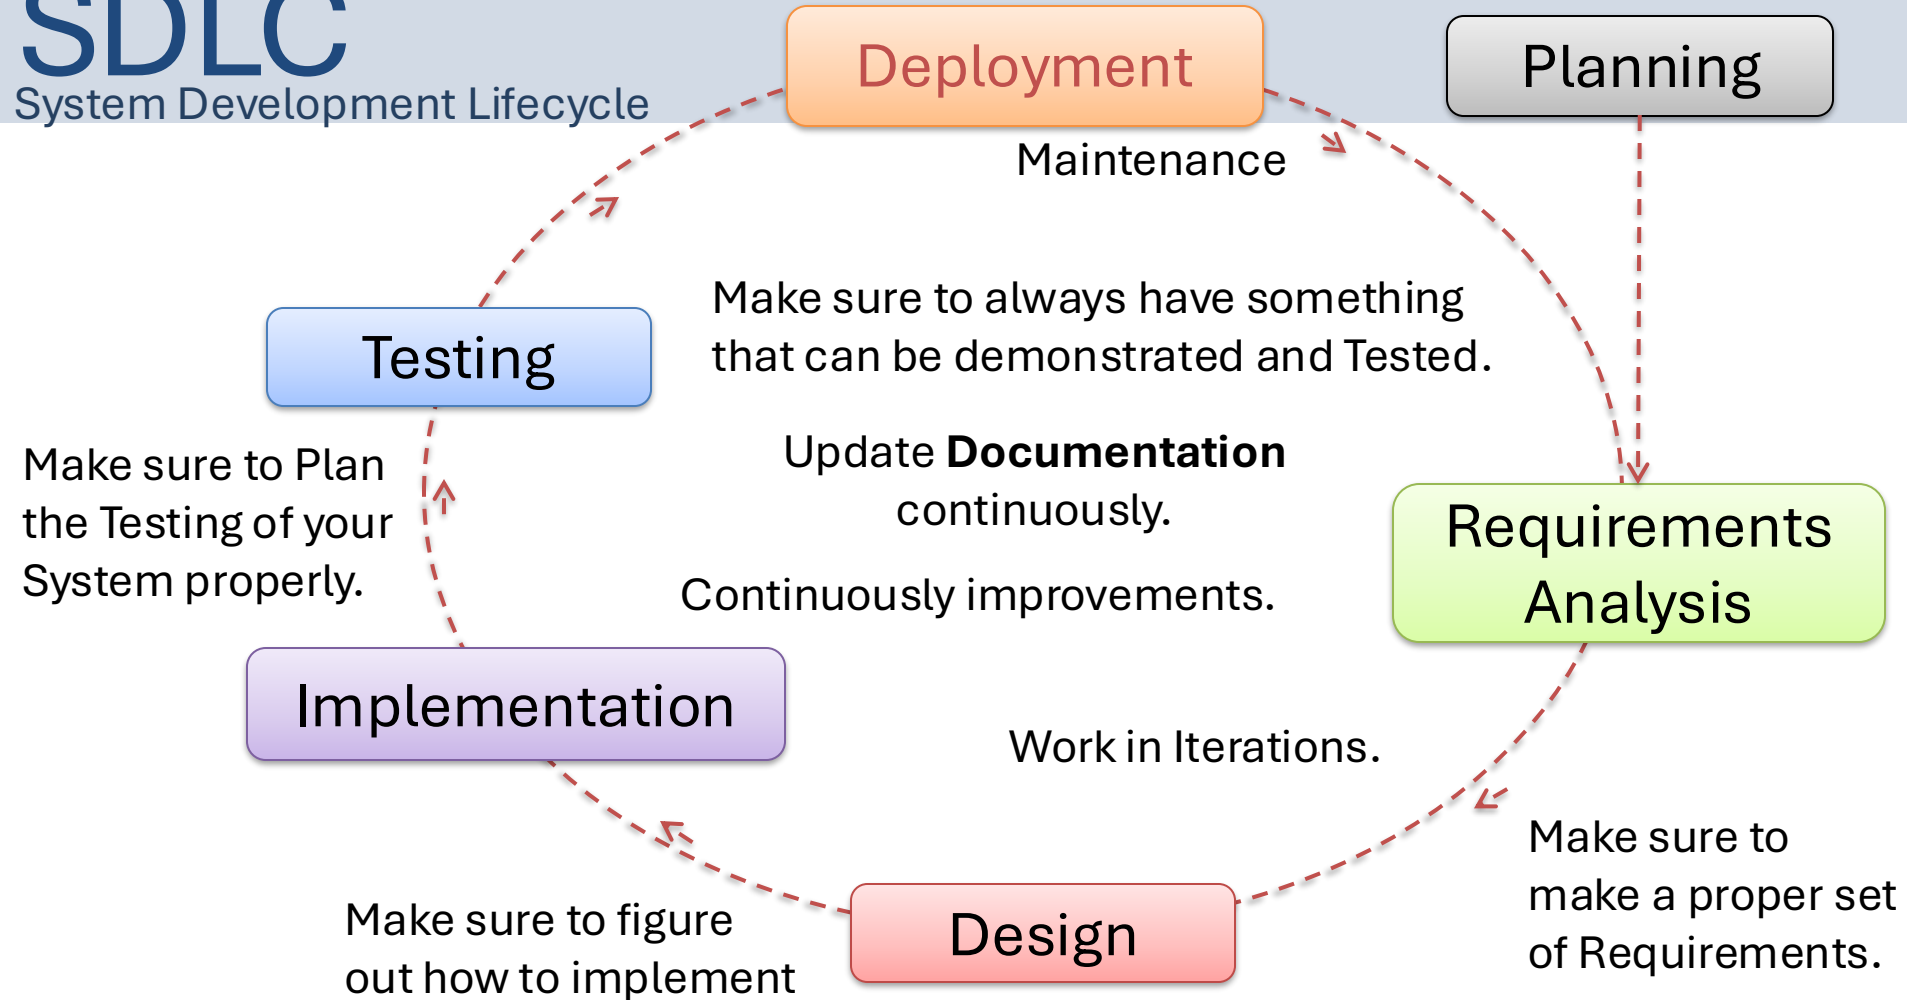 SDLC
System Development Lifecycle
Deployment
Planning
Maintenance
Make sure to always have something
that can be demonstrated and Tested.
Testing
Update Documentation
continuously.
Make sure to Plan
the Testing of your
System properly.
Requirements
Analysis
Continuously improvements.
Implementation
Work in Iterations.
Make sure to
make a proper set
of Requirements.
Design
Make sure to figure
out how to implement